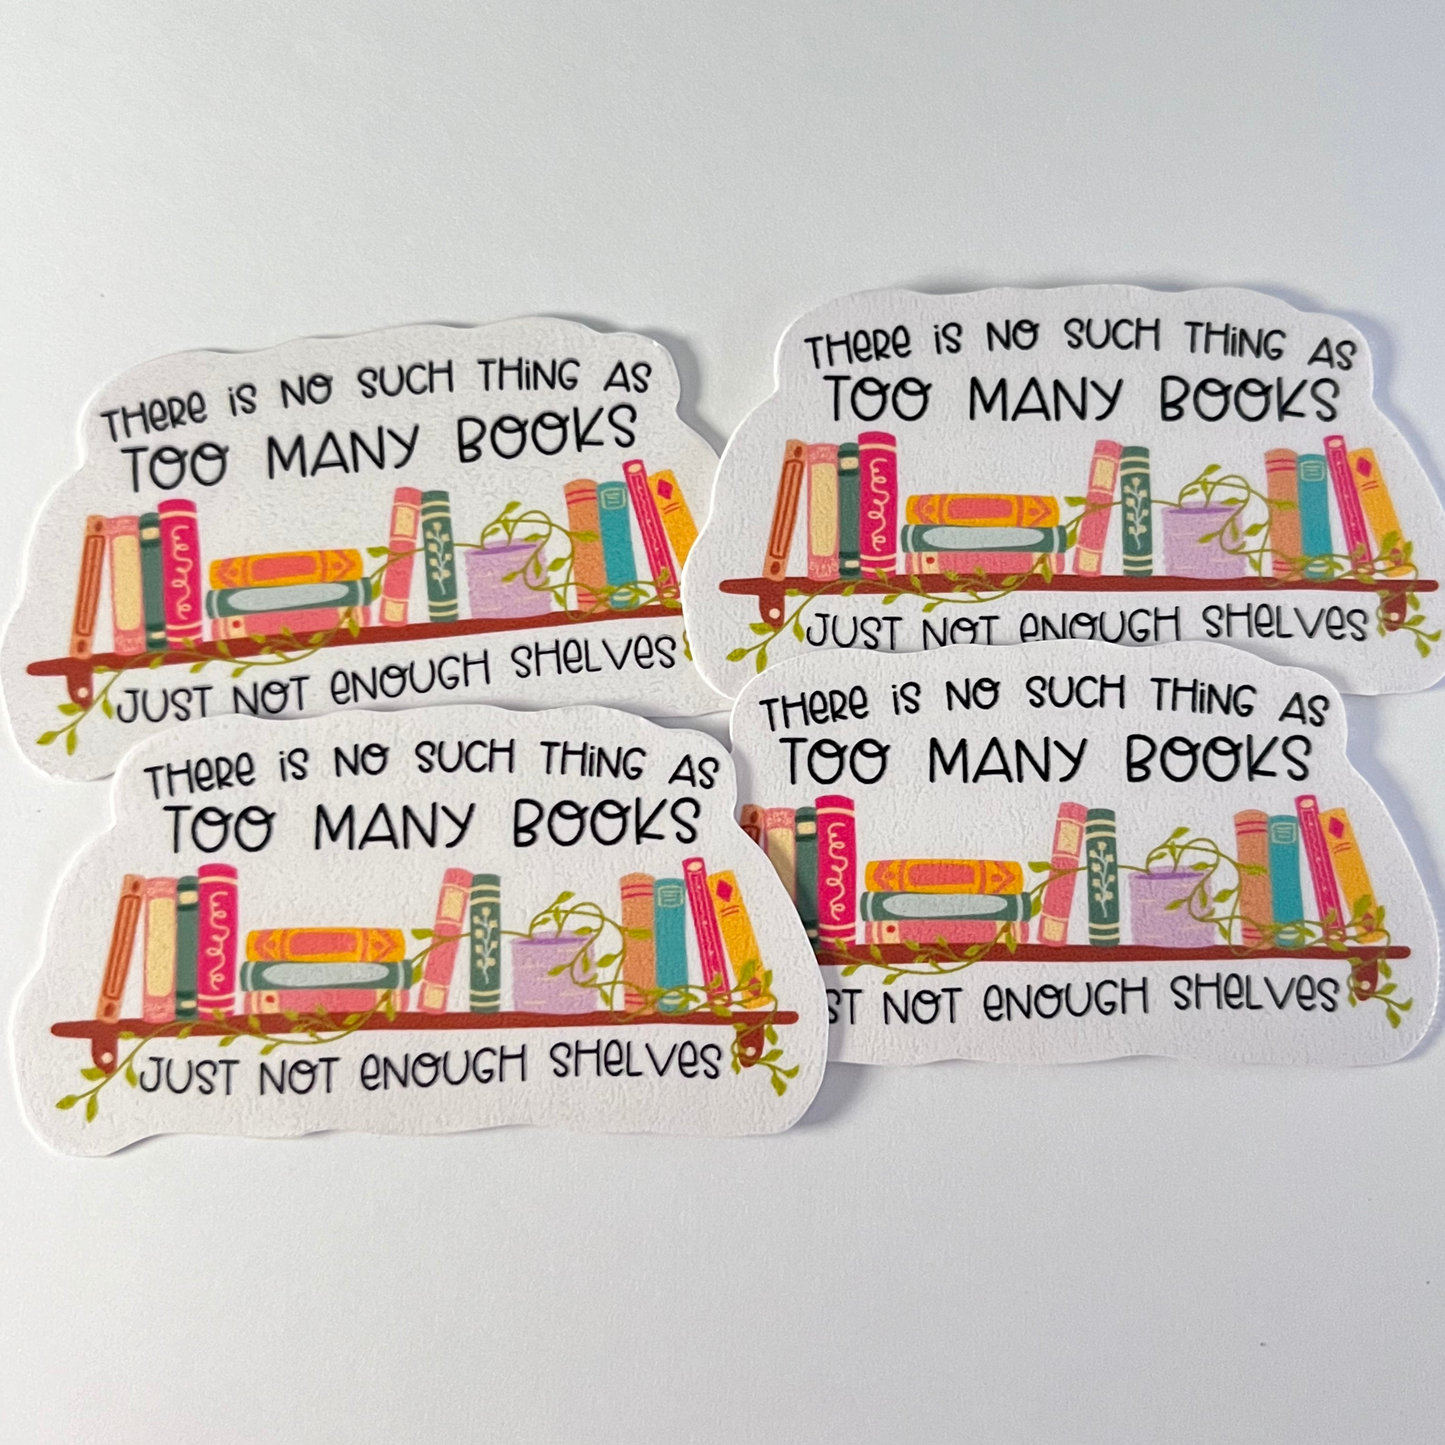 THERE IS NO SUCH THING AS
TOO MANY BOOKS
JUST NOT ENOUGH SHELVES
THERE IS NO SUCH THING AS
TOO MANY BOOKS
JUST NOT ENOUGH SHELVES
THERE IS NO SUCH THING AS
TOO MANY BOOKS
JUST NOT ENOUGH SHELVES
THERE IS NO SUCH THING AS
TOO MANY BOOKS
ST NOT ENOUGH SHELVES